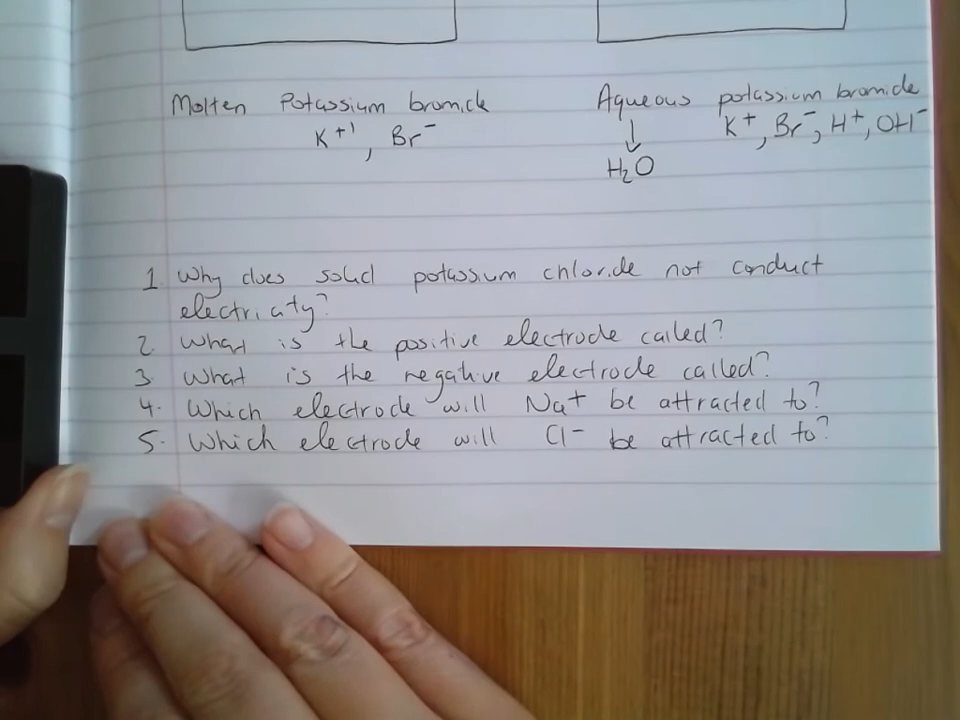 Molten Potassium bromide
K+', Br-
Aqueous potassium bromide
K+, Br-, H+, OH-
↓
H₂O
1. Why does solid potassium chloride not conduct
electricity?
2. What is the positive electrode called?
3. What is the negative electrode called?
4. Which electrode will Na+ be attracted to?
5. Which electrode will Cl- be attracted to?